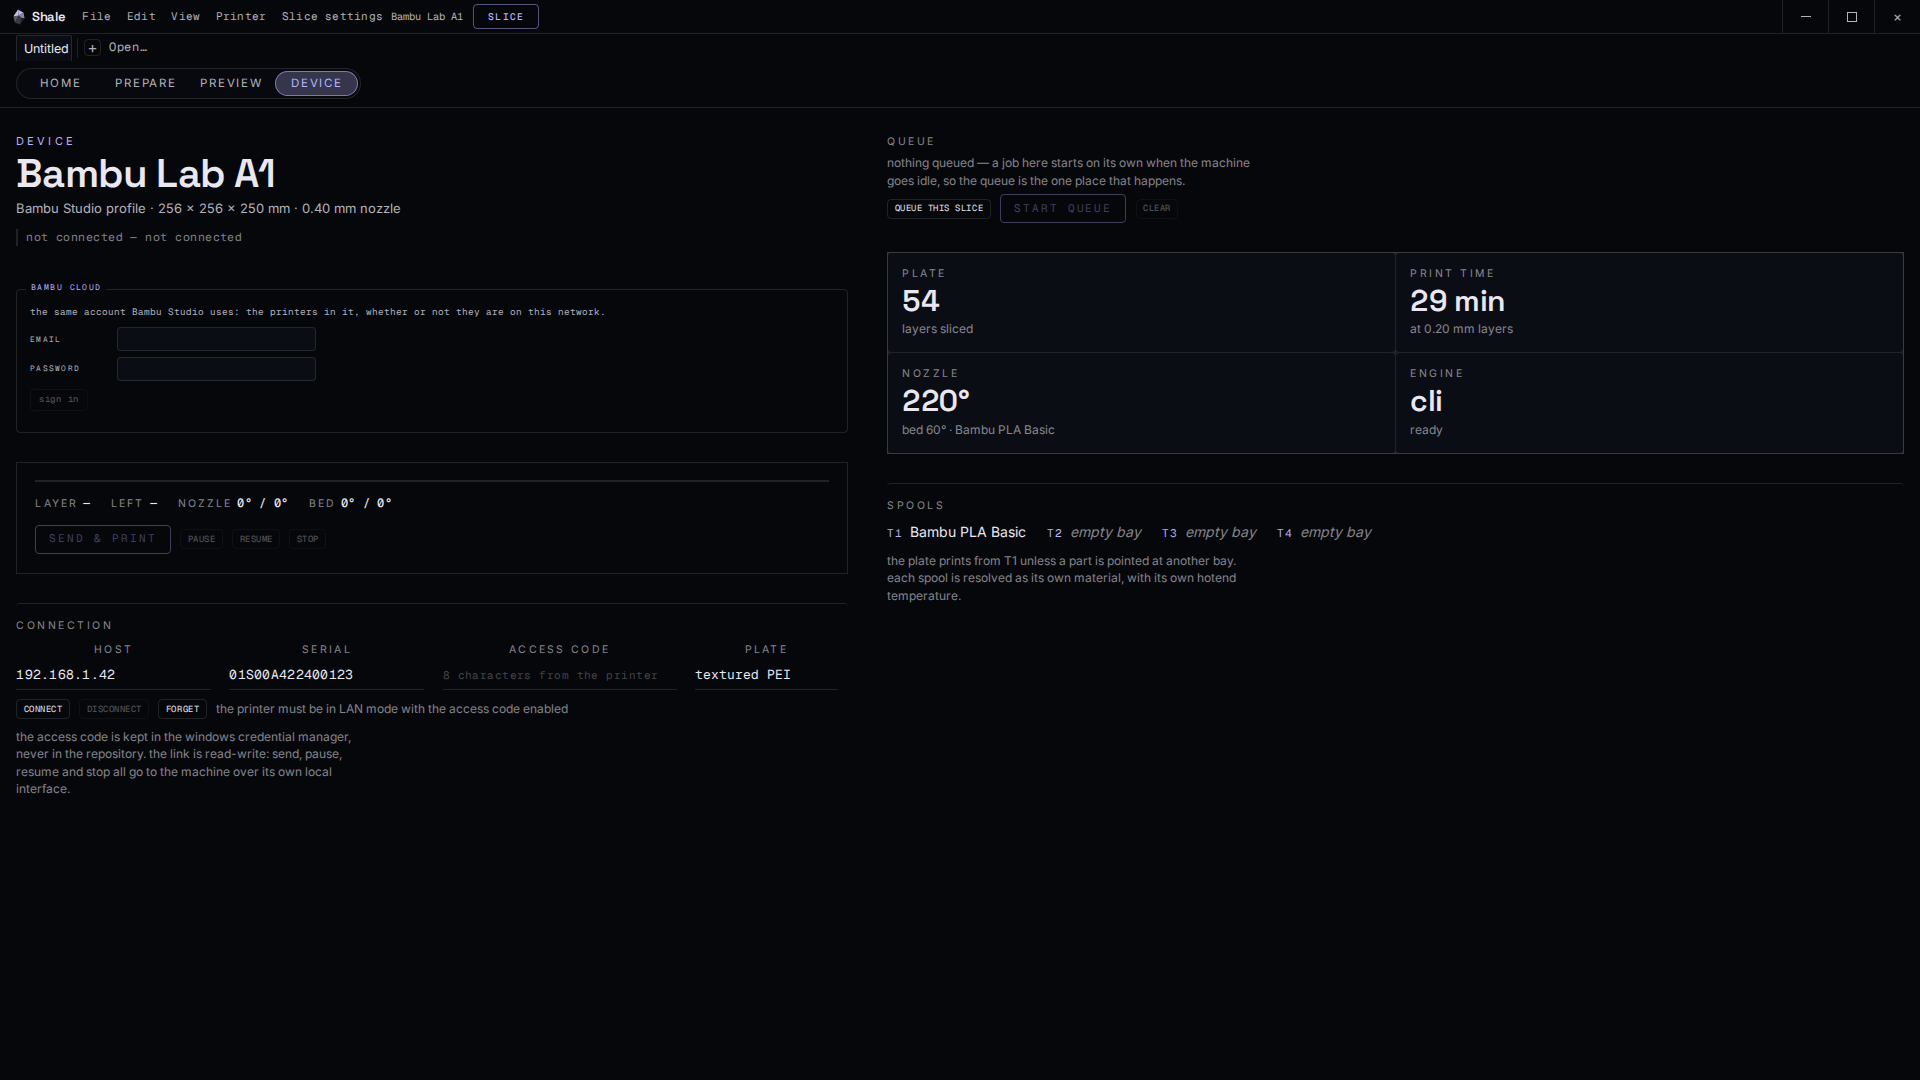 Shale File Edit View Printer Slice settings Bambu Lab A1 SLICE
Untitled + Open…
HOME PREPARE PREVIEW DEVICE
DEVICE
Bambu Lab A1
Bambu Studio profile · 256 × 256 × 250 mm · 0.40 mm nozzle
not connected — not connected
BAMBU CLOUD
the same account Bambu Studio uses: the printers in it, whether or not they are on this network.
EMAIL
PASSWORD
sign in
LAYER — LEFT — NOZZLE 0° / 0° BED 0° / 0°
SEND & PRINT PAUSE RESUME STOP
CONNECTION
HOST SERIAL ACCESS CODE PLATE
192.168.1.42 01S00A422400123 8 characters from the printer textured PEI
CONNECT DISCONNECT FORGET the printer must be in LAN mode with the access code enabled
the access code is kept in the windows credential manager,
never in the repository. the link is read-write: send, pause,
resume and stop all go to the machine over its own local
interface.
QUEUE
nothing queued — a job here starts on its own when the machine
goes idle, so the queue is the one place that happens.
QUEUE THIS SLICE START QUEUE CLEAR
PLATE
54
layers sliced
PRINT TIME
29 min
at 0.20 mm layers
NOZZLE
220°
bed 60° · Bambu PLA Basic
ENGINE
cli
ready
SPOOLS
T1 Bambu PLA Basic T2 empty bay T3 empty bay T4 empty bay
the plate prints from T1 unless a part is pointed at another bay.
each spool is resolved as its own material, with its own hotend
temperature.